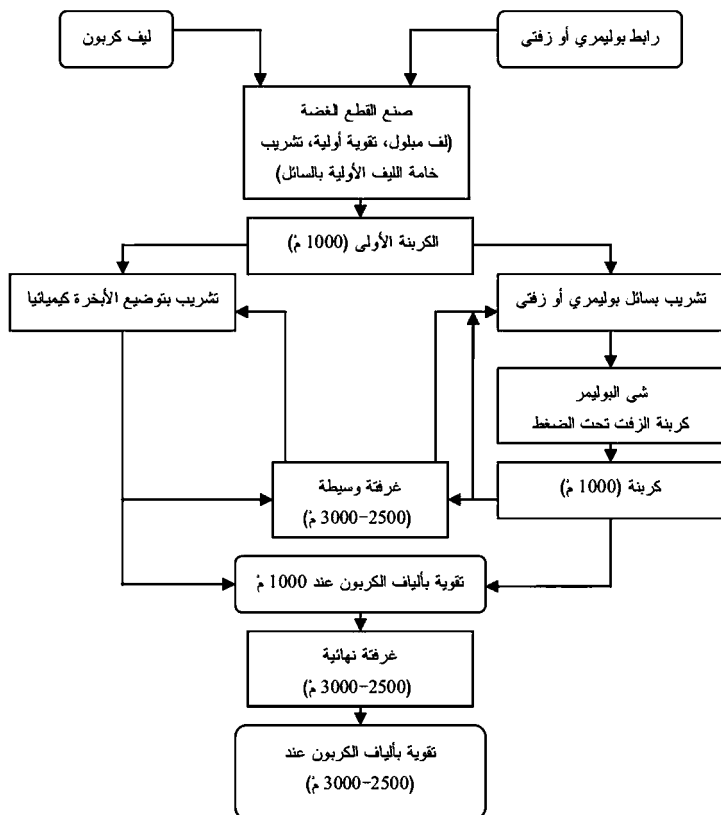 رابط بوليمري أو زفتي
ليف كربون
صنع القطع الغضة
(لف مبلول، تقوية أولية، تشريب
خامة الليف الأولية بالسائل)
الكربنة الأولى (1000 مْ)
تشريب بسائل بوليمري أو زفتي
تشريب بتوضيع الأبخرة كيميائيا
شي البوليمر
كربنة الزفت تحت الضغط
كربنة (1000 مْ)
غرفتة وسيطة
(2500-3000 مْ)
تقوية بألياف الكربون عند 1000 مْ
غرفتة نهائية
(2500-3000 مْ)
تقوية بألياف الكربون عند
(2500-3000 مْ)